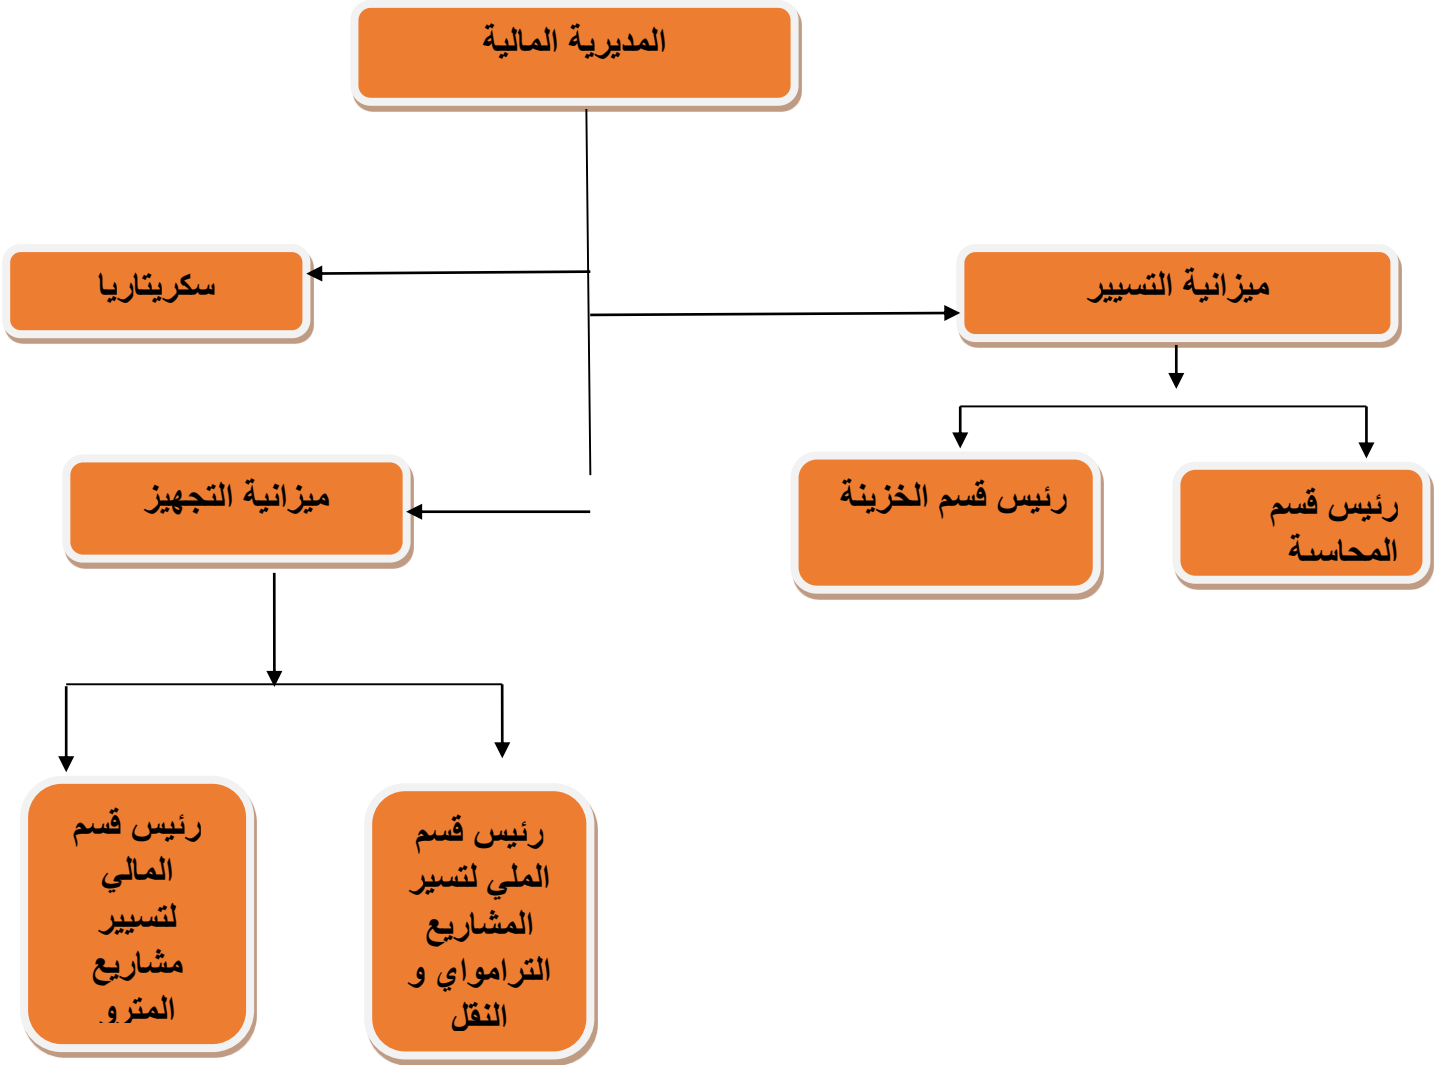 المديرية المالية
ميزانية التسيير
سكريتاريا
رئيس قسم
المحاسبة
رئيس قسم الخزينة
ميزانية التجهيز
رئيس قسم
الملي لتسير
المشاريع
الترامواي و
النقل
رئيس قسم
المالي
لتسيير
مشاريع
المترو